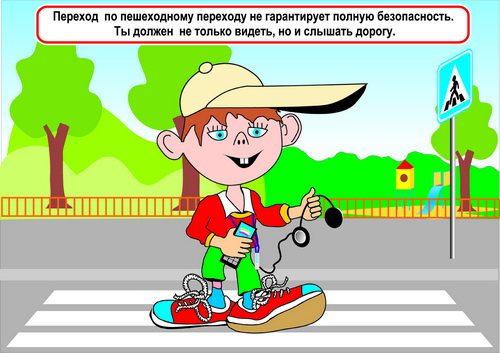 Переход по пешеходному переходу не гарантирует полную безопасность.
Ты должен не только видеть, но и слышать дорогу.